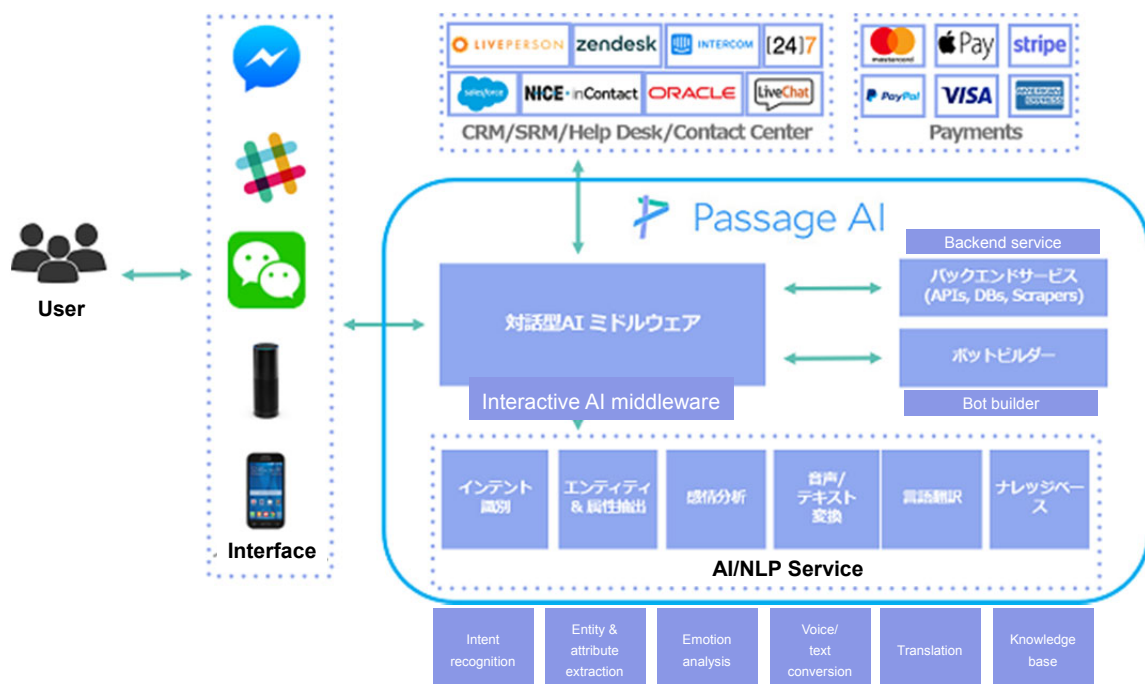 LIVEPERSON
zendesk
INTERCOM
[24]7
salesforce
NICE·inContact
ORACLE
LiveChat
CRM/SRM/Help Desk/Contact Center
mastercard
Pay
stripe
PayPal
VISA
AMERICAN EXPRESS
Payments
Passage AI
User
Interface
対話型AI ミドルウェア
Interactive AI middleware
Backend service
バックエンドサービス
(APIs, DBs, Scrapers)
ボットビルダー
Bot builder
インテント
識別
エンティティ
& 属性抽出
感情分析
音声/
テキスト
変換
言語翻訳
ナレッジベー
ス
AI/NLP Service
Intent
recognition
Entity &
attribute
extraction
Emotion
analysis
Voice/
text
conversion
Translation
Knowledge
base